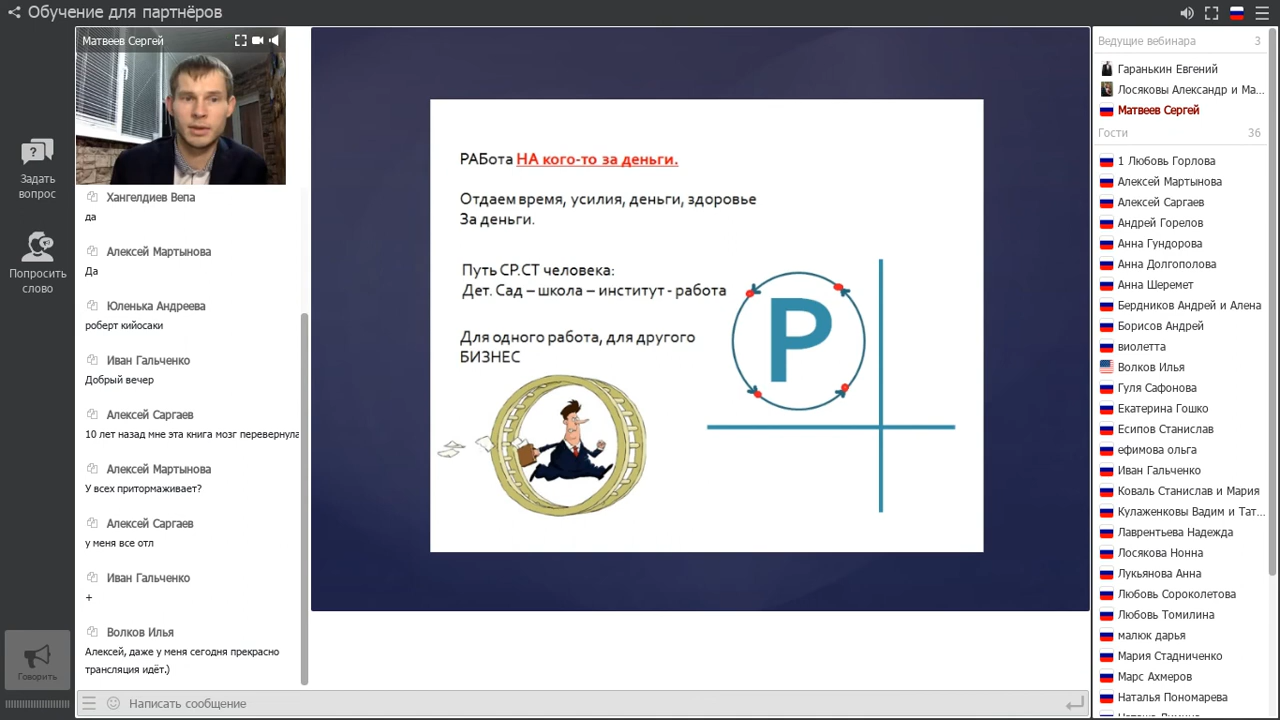 Обучение для партнёров
Матвеев Сергей
Задать
вопрос
Попросить
слово
Говорить
Хангелдиев Вепа
да
Алексей Мартынова
Да
Юленька Андреева
роберт кийосаки
Иван Гальченко
Добрый вечер
Алексей Саргаев
10 лет назад мне эта книга мозг перевернула
Алексей Мартынова
У всех притормаживает?
Алексей Саргаев
у меня все отл
Иван Гальченко
+
Волков Илья
Алексей, даже у меня сегодня прекрасно
трансляция идёт.)
Написать сообщение
РАБота НА кого-то за деньги.
Отдаем время, усилия, деньги, здоровье
За деньги.
Путь СР.СТ человека:
Дет. Сад – школа – институт - работа
Для одного работа, для другого
БИЗНЕС
Р
Ведущие вебинара 3
Гаранькин Евгений
Лосяковы Александр и Ма...
Матвеев Сергей
Гости 36
1 Любовь Горлова
Алексей Мартынова
Алексей Саргаев
Андрей Горелов
Анна Гундорова
Анна Долгополова
Анна Шеремет
Бердников Андрей и Алена
Борисов Андрей
виолетта
Волков Илья
Гуля Сафонова
Екатерина Гошко
Есипов Станислав
ефимова ольга
Иван Гальченко
Коваль Станислав и Мария
Кулаженковы Вадим и Тат...
Лаврентьева Надежда
Лосякова Нонна
Лукьянова Анна
Любовь Сороколетова
Любовь Томилина
малюк дарья
Мария Стадниченко
Марс Ахмеров
Наталья Пономарева